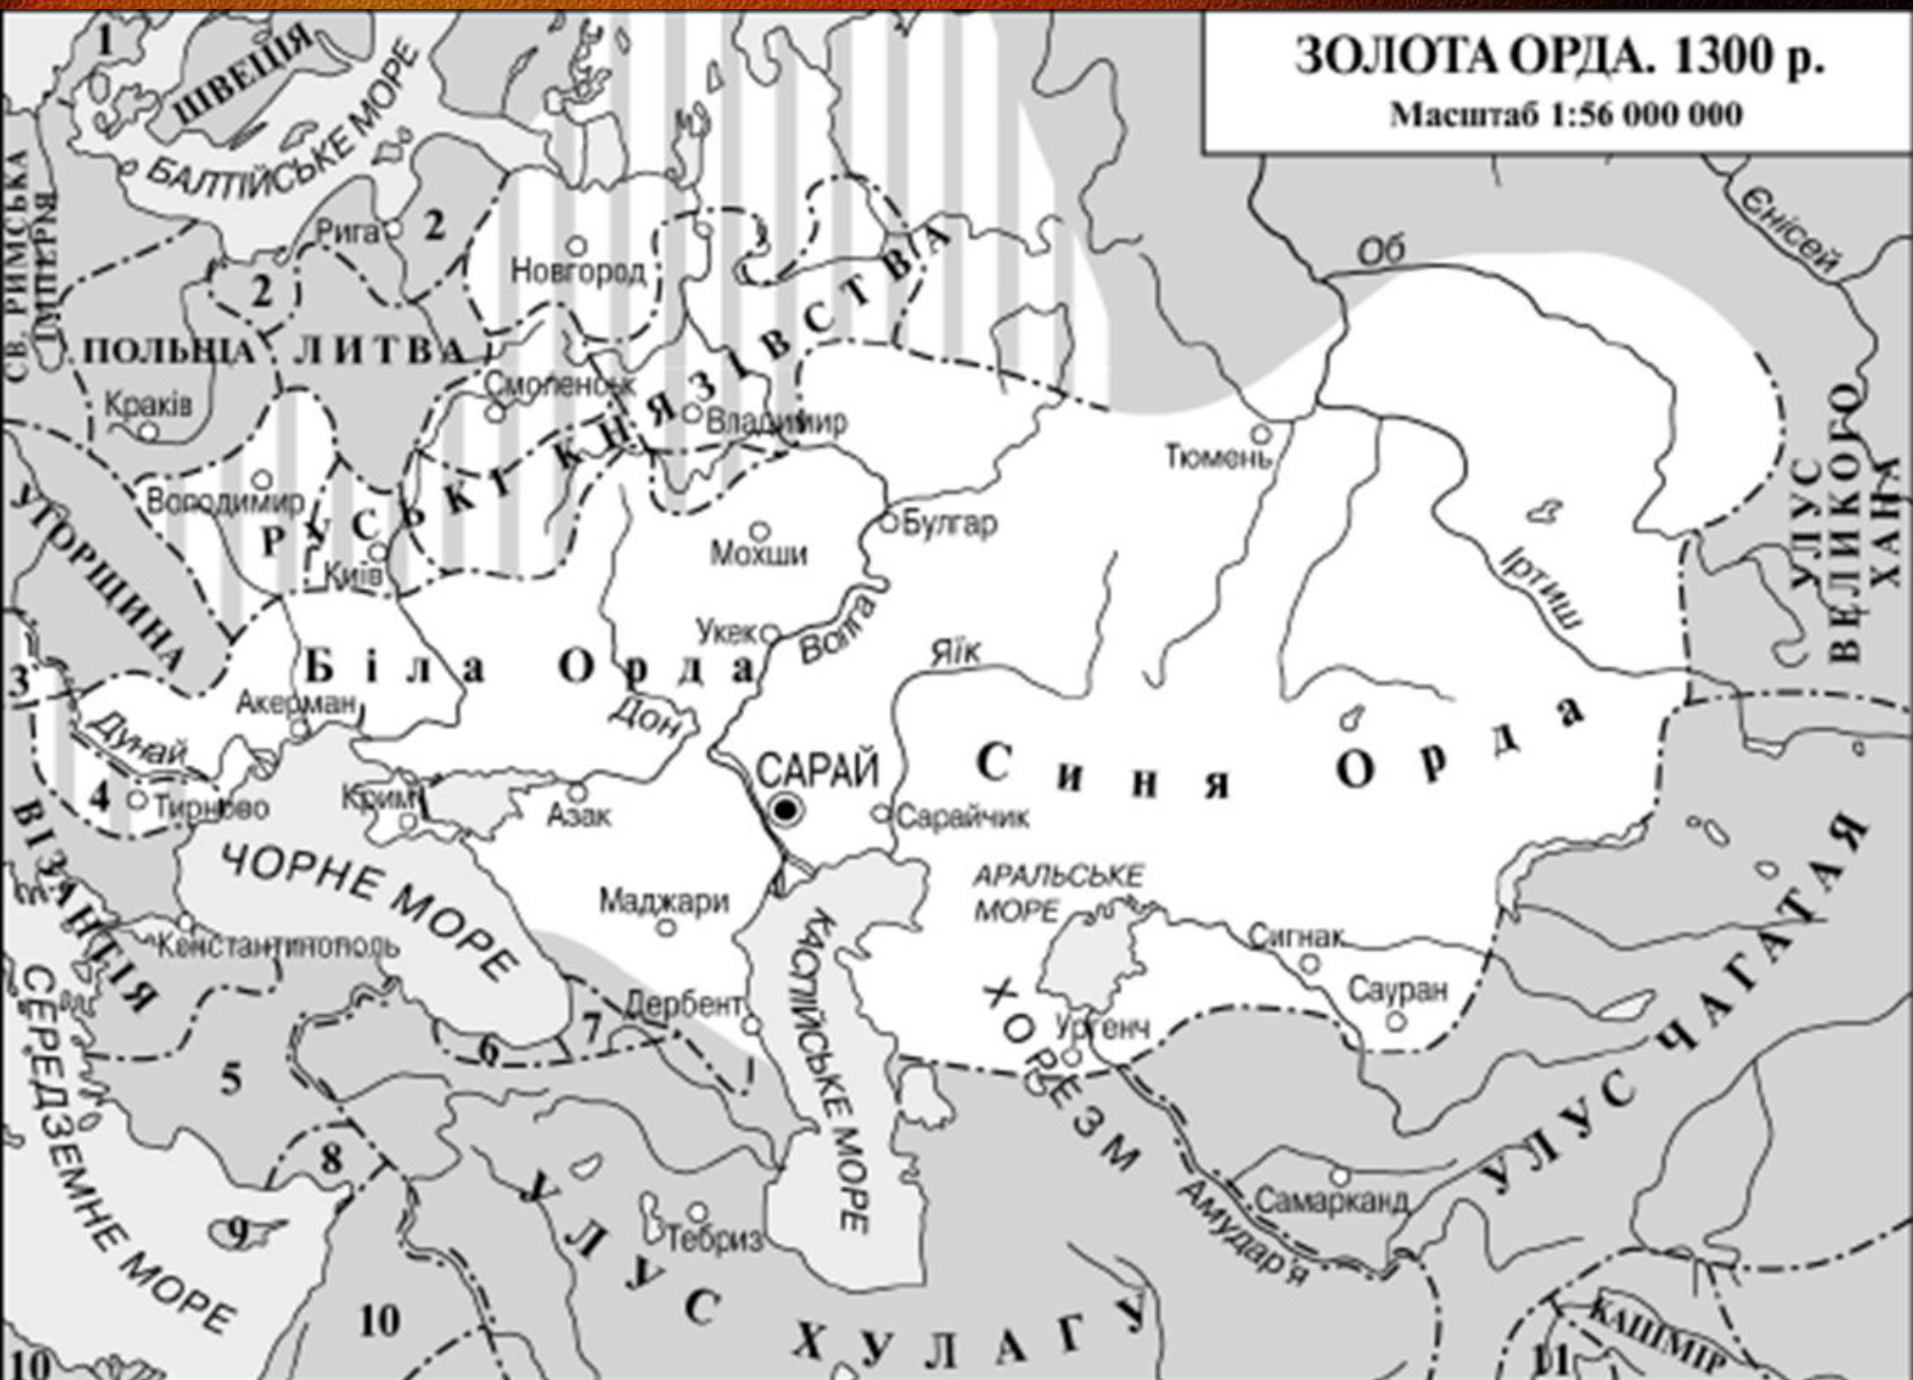 ЗОЛОТА ОРДА. 1300 р.
Масштаб 1:56 000 000
1
ШВЕЦІЯ
БАЛТІЙСЬКЕ МОРЕ
СВ. РИМСЬКА
ІМПЕРІЯ
Рига
2
2
Новгород
Об
Єнісей
ПОЛЬЩА
ЛИТВА
Краків
Смоленськ
Владимир
РУСЬКІ КНЯЗІВСТВА
Володимир
Київ
Тюмень
УЛУС
ВЕЛИКОГО
ХАНА
УГОРЩИНА
Мохши
Булгар
Іртиш
Укек
Волга
Яїк
Біла Орда
3
Акерман
Дон
Дунай
САРАЙ
Синя Орда
4
Тирново
Крим
Азак
Сарайчик
ВІЗАНТІЯ
ЧОРНЕ МОРЕ
Маджари
АРАЛЬСЬКЕ
МОРЕ
Константинополь
КАСПІЙСЬКЕ МОРЕ
Сигнак
Сауран
УЛУС ЧАГАТАЯ
СЕРЕДЗЕМНЕ МОРЕ
Дербент
7
6
5
Ургенч
ХОРЕЗМ
8
9
Самарканд
Амудар'я
Тебриз
УЛУС ХУЛАГУ
10
10
11
КАШМІР